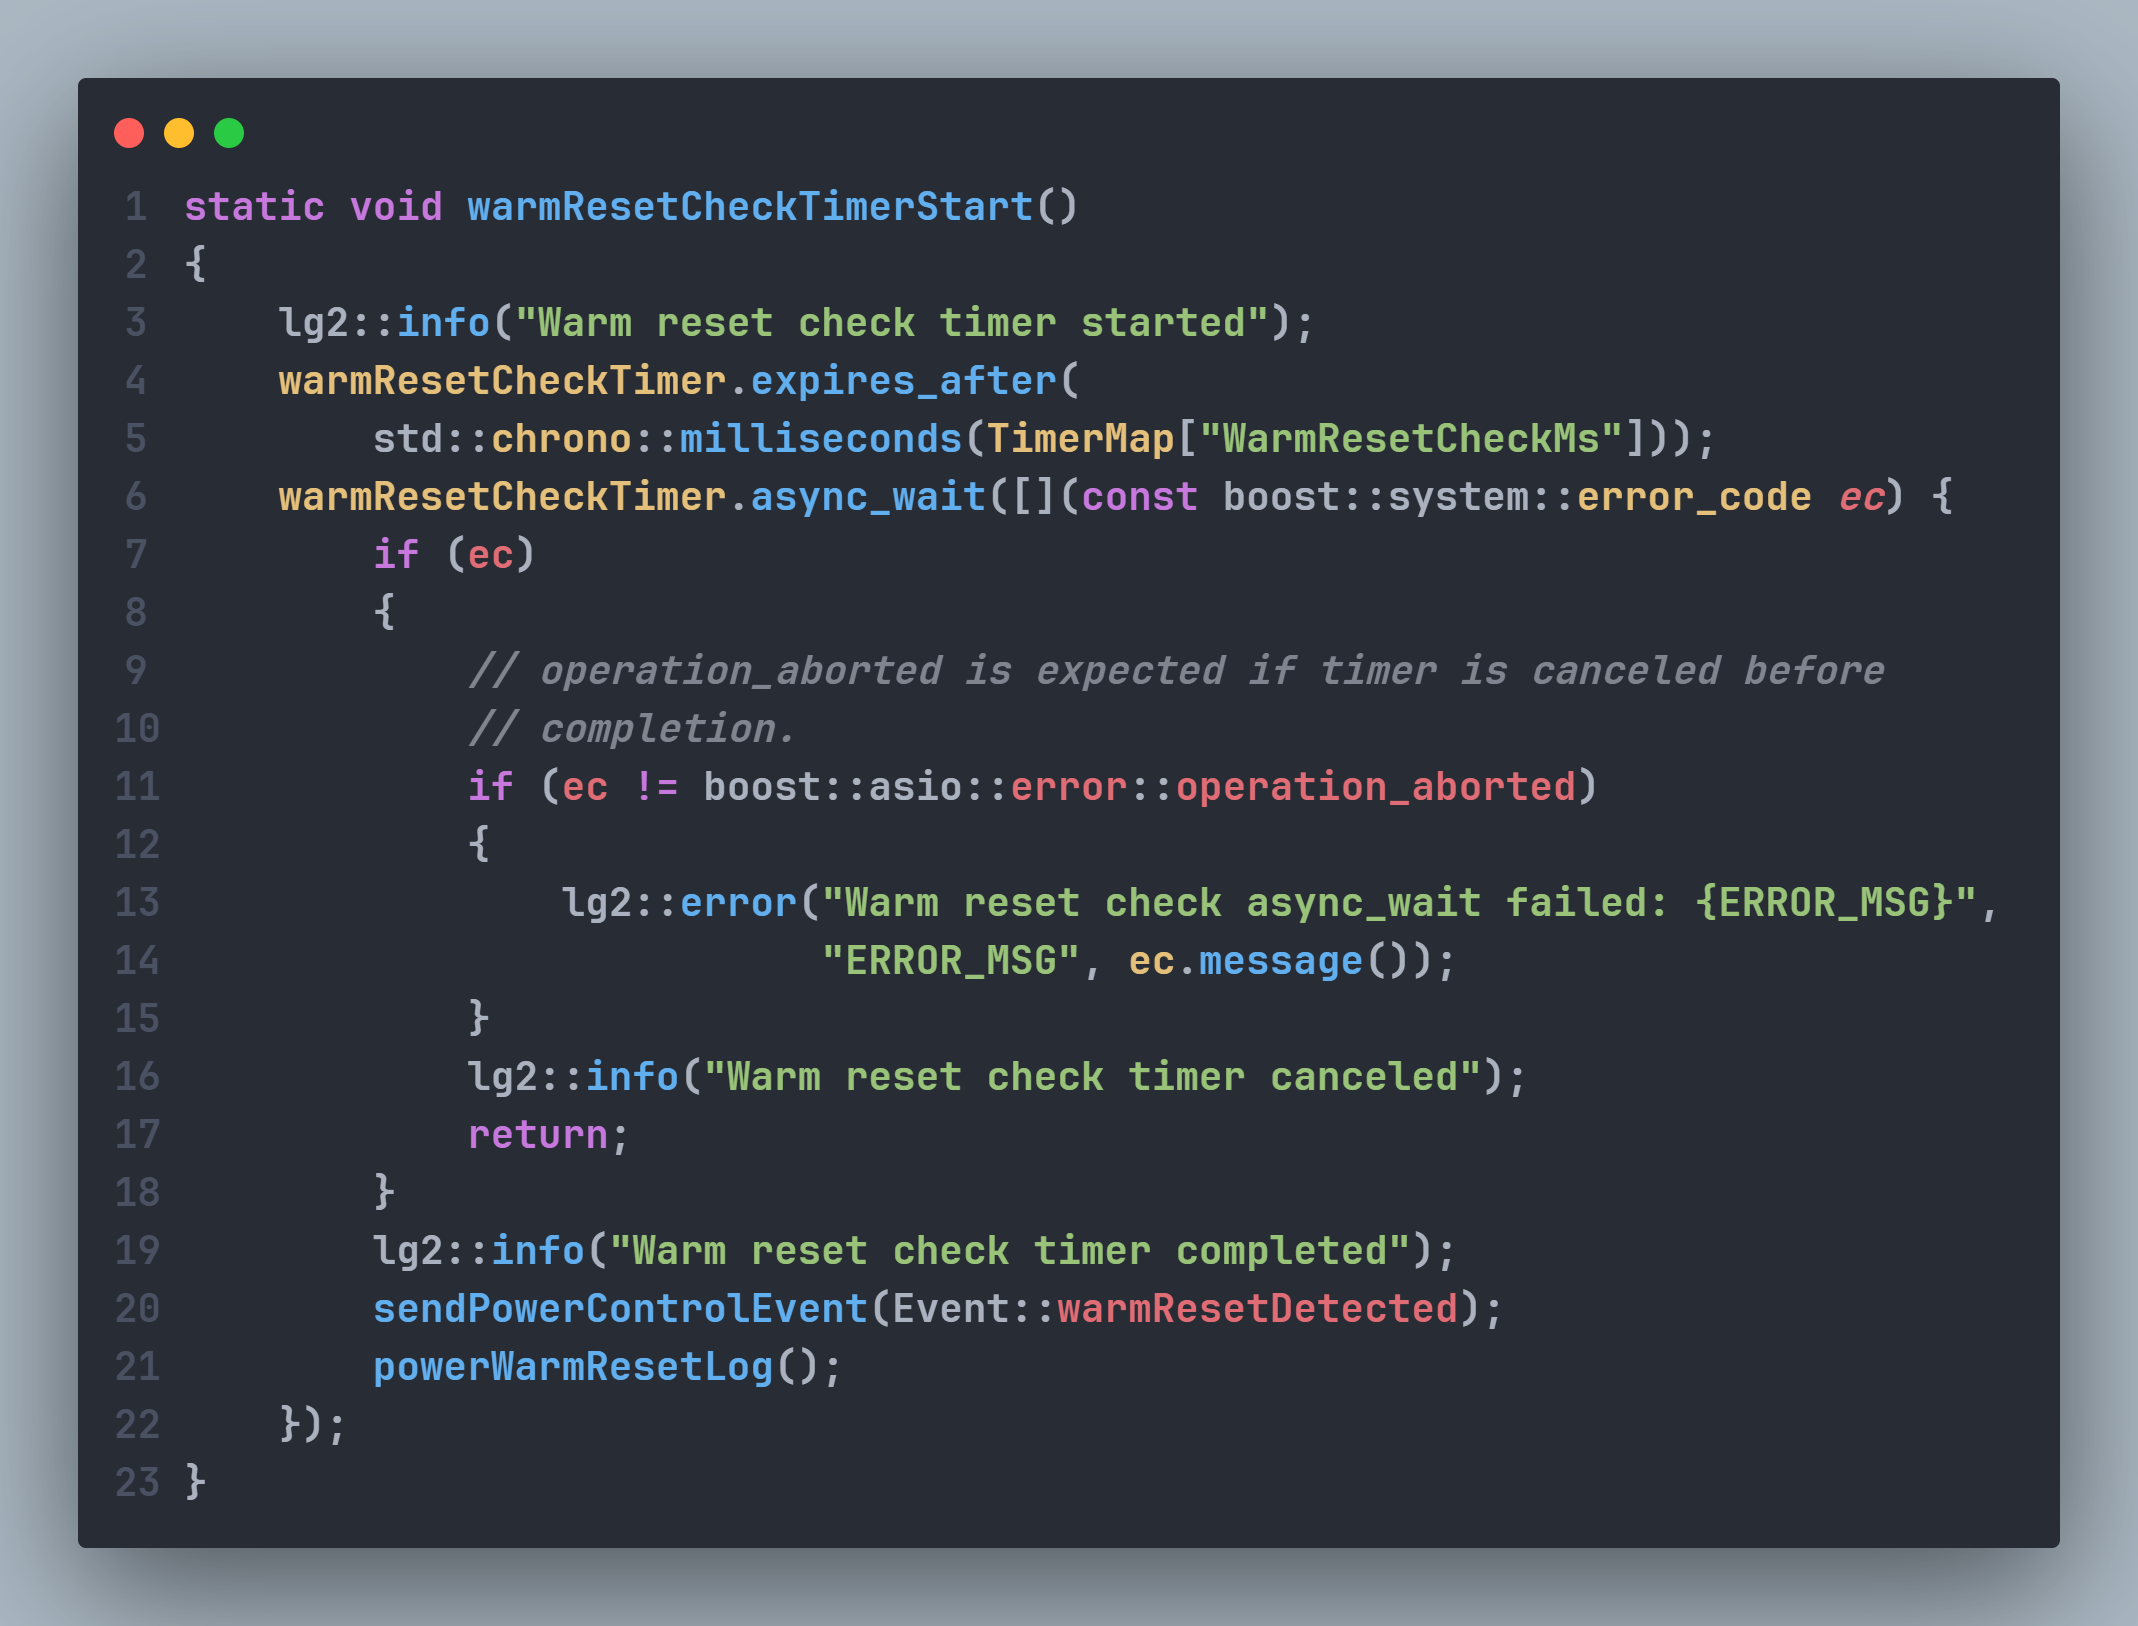 1 static void warmResetCheckTimerStart()
2 {
3     lg2::info("Warm reset check timer started");
4     warmResetCheckTimer.expires_after(
5         std::chrono::milliseconds(TimerMap["WarmResetCheckMs"]));
6     warmResetCheckTimer.async_wait([](const boost::system::error_code ec) {
7         if (ec)
8         {
9             // operation_aborted is expected if timer is canceled before
10             // completion.
11             if (ec != boost::asio::error::operation_aborted)
12             {
13                 lg2::error("Warm reset check async_wait failed: {ERROR_MSG}",
14                            "ERROR_MSG", ec.message());
15             }
16             lg2::info("Warm reset check timer canceled");
17             return;
18         }
19         lg2::info("Warm reset check timer completed");
20         sendPowerControlEvent(Event::warmResetDetected);
21         powerWarmResetLog();
22     });
23 }